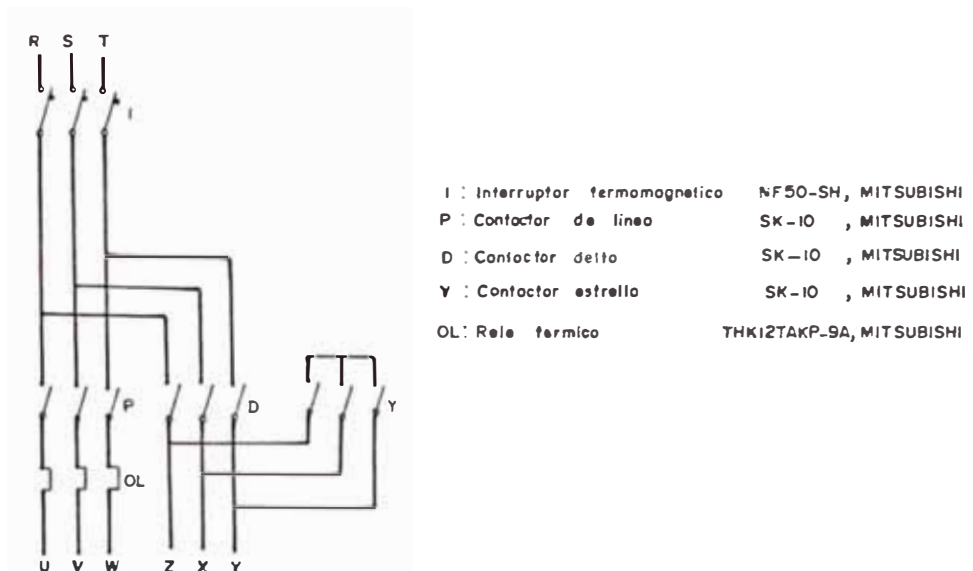 R S T
I
I : Interruptor termomagnetico NF50-SH, MITSUBISHI
P : Contactor de linea SK-10 , MITSUBISHI
D : Contactor delta SK-10 , MITSUBISHI
Y : Contactor estrella SK-10 , MITSUBISHI
OL: Rele termico THK12TAKP-9A, MITSUBISHI
P D Y
OL
U V W Z X Y